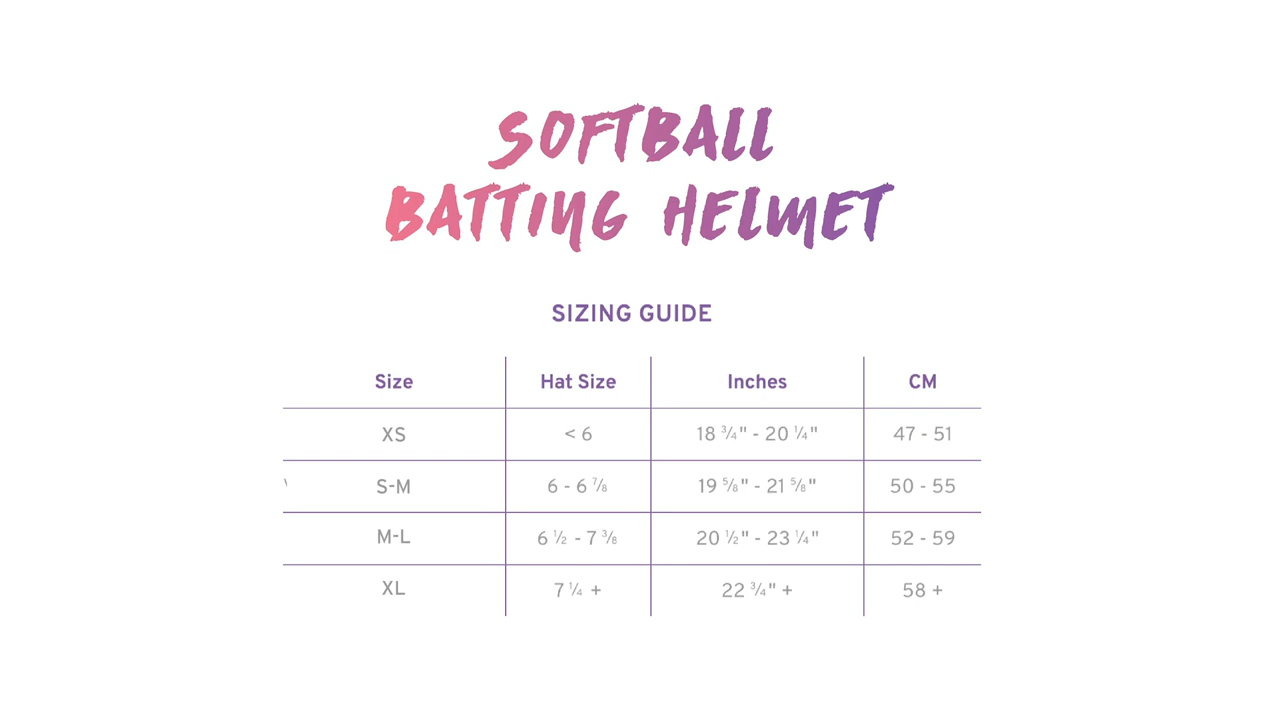 SOFTBALL
BATTING HELMET
SIZING GUIDE
Size Hat Size Inches CM
XS < 6 18 ¾" - 20 ¼" 47 - 51
S-M 6 - 6 ⅞ 19 ⅝" - 21 ⅝" 50 - 55
M-L 6 ½ - 7 ⅜ 20 ½" - 23 ¼" 52 - 59
XL 7 ¼ + 22 ¾" + 58 +